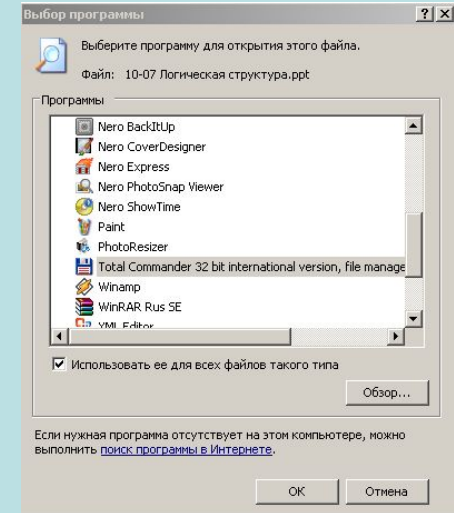 Выбор программы
Выберите программу для открытия этого файла.
Файл: 10-07 Логическая структура.ppt
Программы
Nero BackItUp
Nero CoverDesigner
Nero Express
Nero PhotoSnap Viewer
Nero ShowTime
Paint
PhotoResizer
Total Commander 32 bit international version, file manage
Winamp
WinRAR Rus SE
XML Editor
Использовать ее для всех файлов такого типа
Обзор...
Если нужная программа отсутствует на этом компьютере, можно
выполнить поиск программы в Интернете.
ОК
Отмена